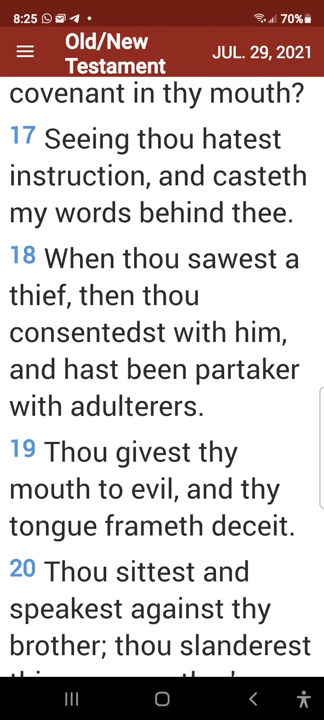 8:25 70%
Old/New
Testament
JUL. 29, 2021
covenant in thy mouth?
17 Seeing thou hatest
instruction, and casteth
my words behind thee.
18 When thou sawest a
thief, then thou
consentedst with him,
and hast been partaker
with adulterers.
19 Thou givest thy
mouth to evil, and thy
tongue frameth deceit.
20 Thou sittest and
speakest against thy
brother; thou slanderest